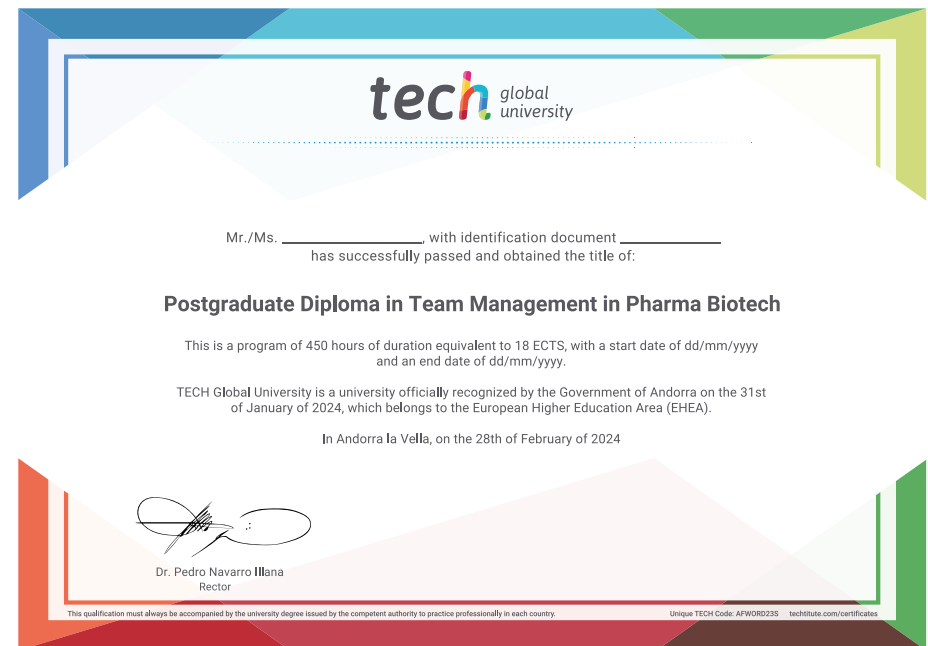 tech global university
Mr./Ms. ____________________, with identification document ______________
has successfully passed and obtained the title of:
Postgraduate Diploma in Team Management in Pharma Biotech
This is a program of 450 hours of duration equivalent to 18 ECTS, with a start date of dd/mm/yyyy
and an end date of dd/mm/yyyy.
TECH Global University is a university officially recognized by the Government of Andorra on the 31st
of January of 2024, which belongs to the European Higher Education Area (EHEA).
In Andorra la Vella, on the 28th of February of 2024
Dr. Pedro Navarro Illana
Rector
This qualification must always be accompanied by the university degree issued by the competent authority to practice professionally in each country.
Unique TECH Code: AFWORD23S techtitute.com/certificates